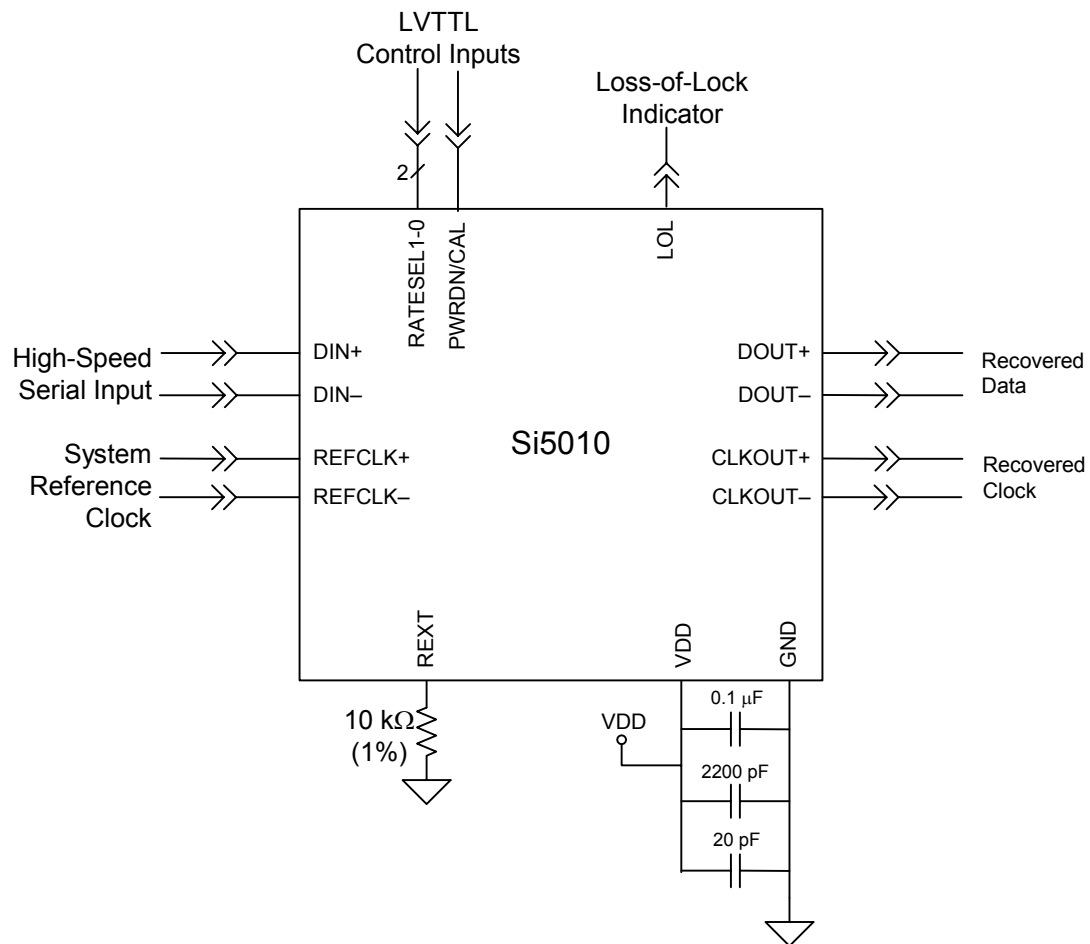 LVTTL
Control Inputs
Loss-of-Lock
Indicator
2
RATESEL1-0
PWRDN/CAL
LOL
High-Speed
Serial Input
DIN+
DIN–
DOUT+
DOUT–
Recovered
Data
Si5010
System
Reference
Clock
REFCLK+
REFCLK–
CLKOUT+
CLKOUT–
Recovered
Clock
REXT
VDD
GND
10 kΩ
(1%)
VDD
0.1 μF
2200 pF
20 pF